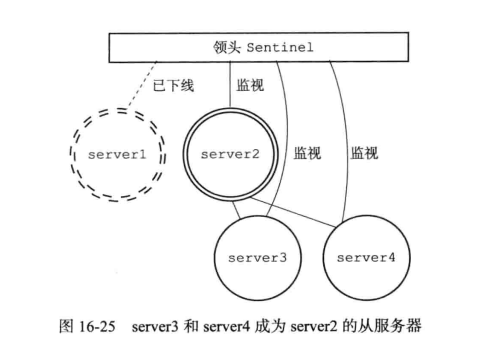 领头 Sentinel
已下线
监视
server1
server2
监视
监视
server3
server4
图 16-25 server3 和 server4 成为 server2 的从服务器